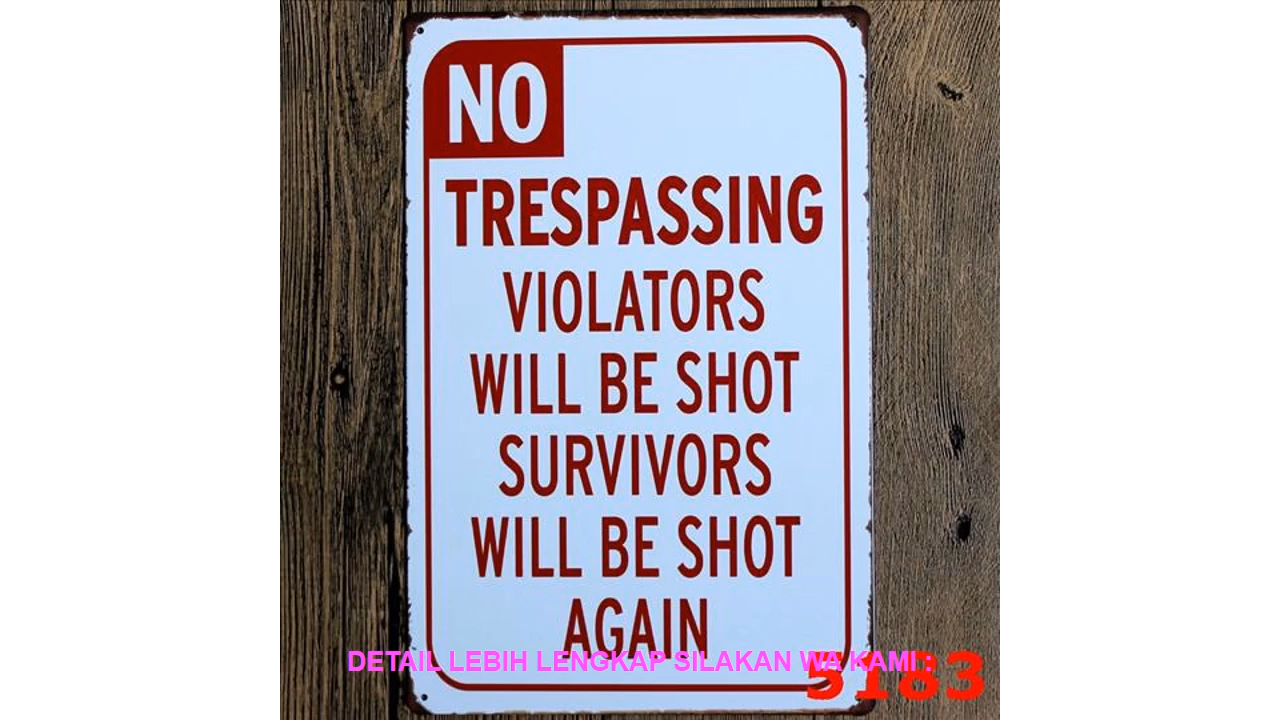 NO
TRESPASSING
VIOLATORS
WILL BE SHOT
SURVIVORS
WILL BE SHOT
AGAIN
DETAIL LEBIH LENGKAP SILAKAN WA KAMI :
5183